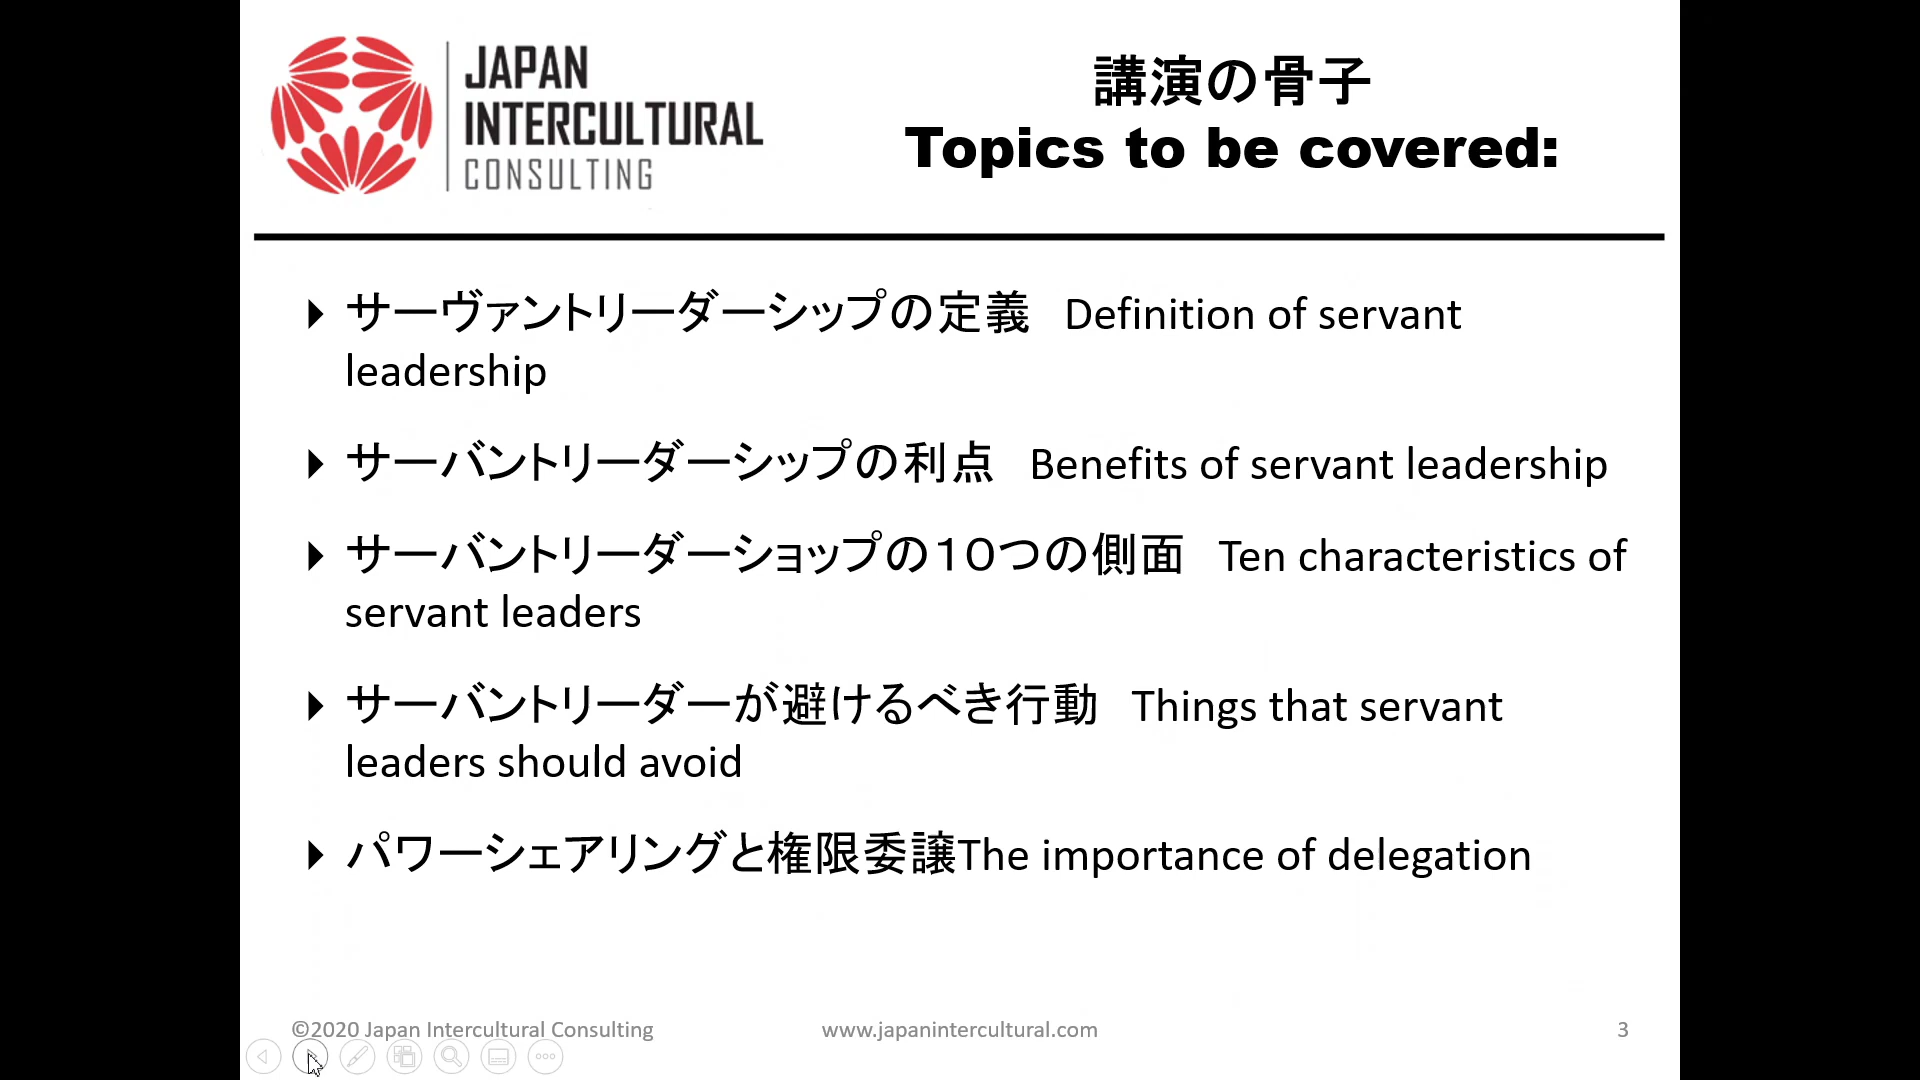 JAPAN
INTERCULTURAL
CONSULTING
講演の骨子
Topics to be covered:
サーヴァントリーダーシップの定義　Definition of servant
leadership
サーバントリーダーシップの利点　Benefits of servant leadership
サーバントリーダーショップの１０つの側面　Ten characteristics of
servant leaders
サーバントリーダーが避けるべき行動　Things that servant
leaders should avoid
パワーシェアリングと権限委譲The importance of delegation
©2020 Japan Intercultural Consulting
www.japanintercultural.com
3